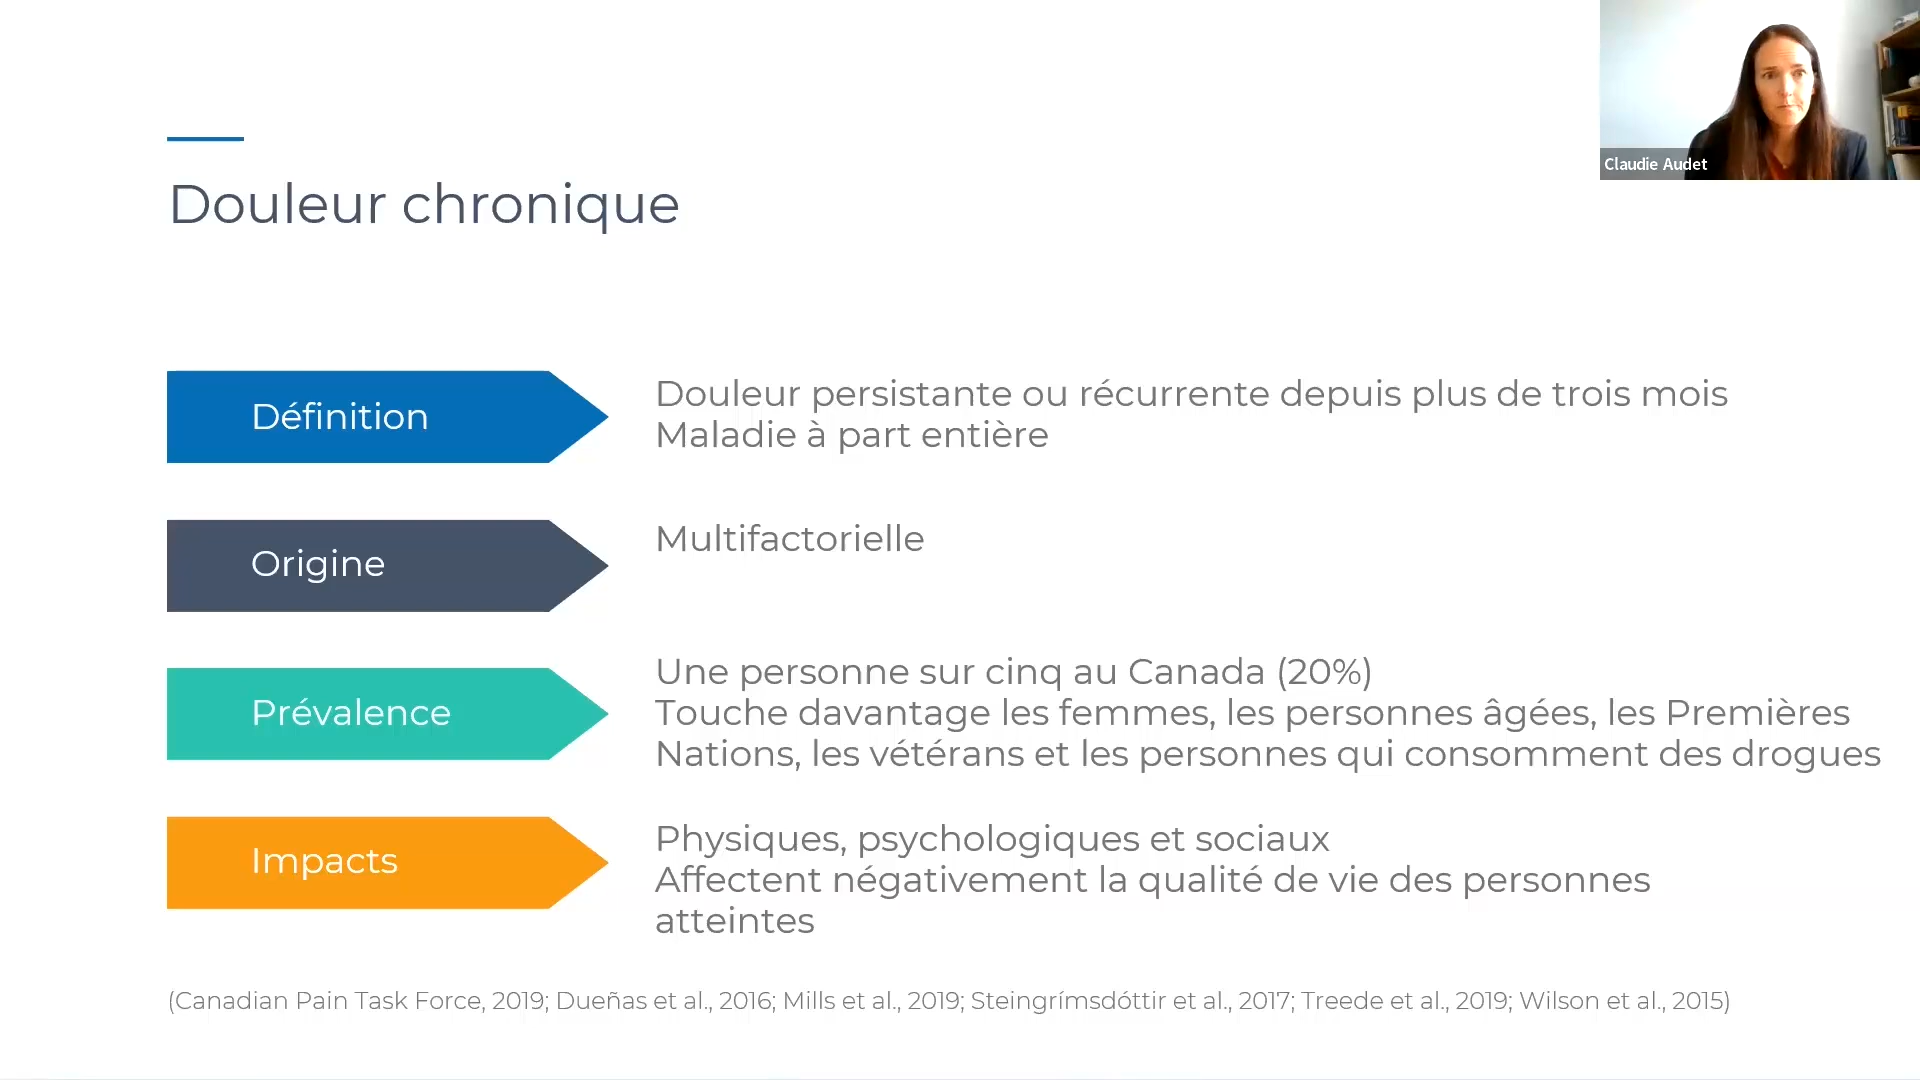 Claudie Audet
Douleur chronique
Définition
Douleur persistante ou récurrente depuis plus de trois mois
Maladie à part entière
Origine
Multifactorielle
Prévalence
Une personne sur cinq au Canada (20%)
Touche davantage les femmes, les personnes âgées, les Premières
Nations, les vétérans et les personnes qui consomment des drogues
Impacts
Physiques, psychologiques et sociaux
Affectent négativement la qualité de vie des personnes
atteintes
(Canadian Pain Task Force, 2019; Dueñas et al., 2016; Mills et al., 2019; Steingrímsdóttir et al., 2017; Treede et al., 2019; Wilson et al., 2015)